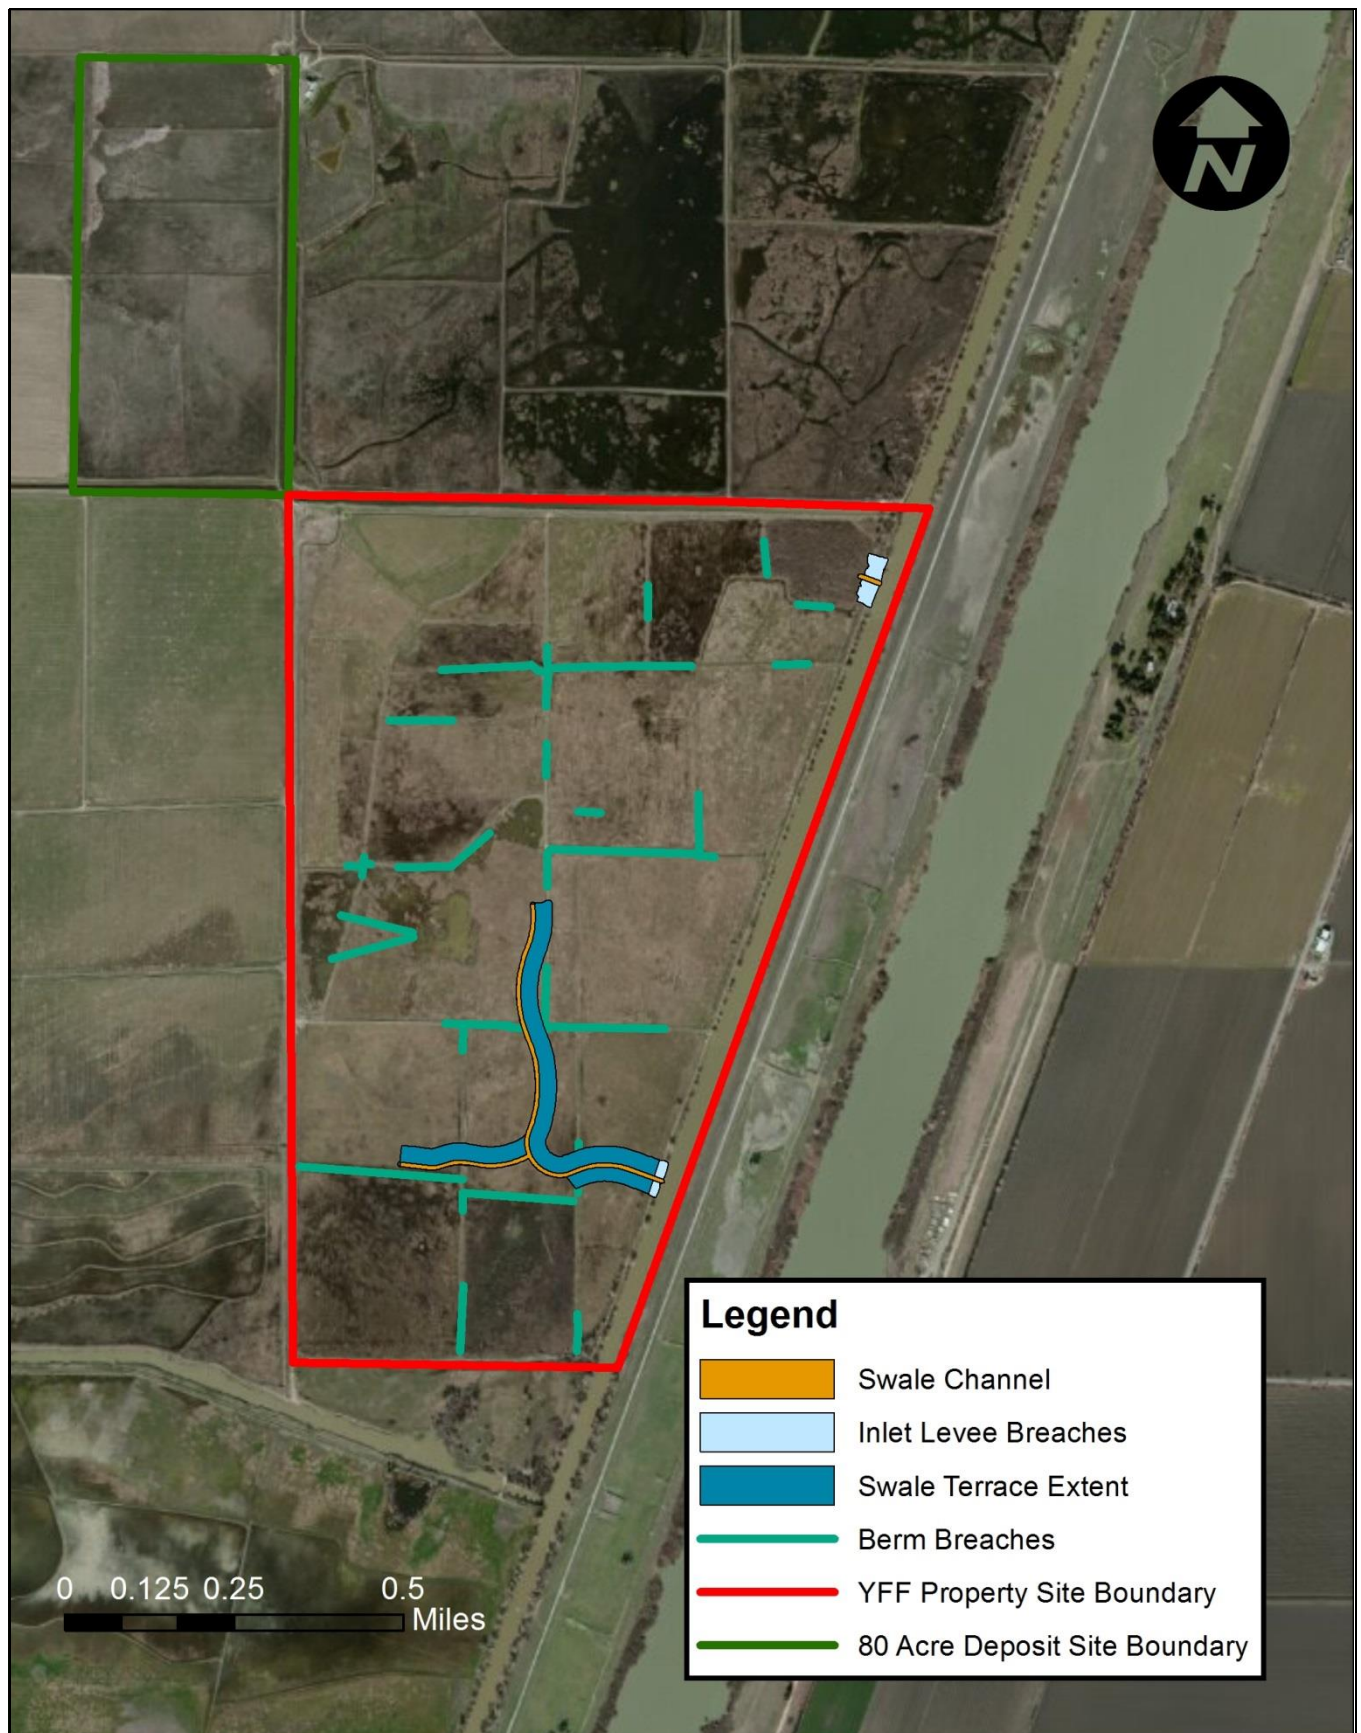 N
Legend
Swale Channel
Inlet Levee Breaches
Swale Terrace Extent
Berm Breaches
YFF Property Site Boundary
80 Acre Deposit Site Boundary
0 0.125 0.25 0.5
Miles